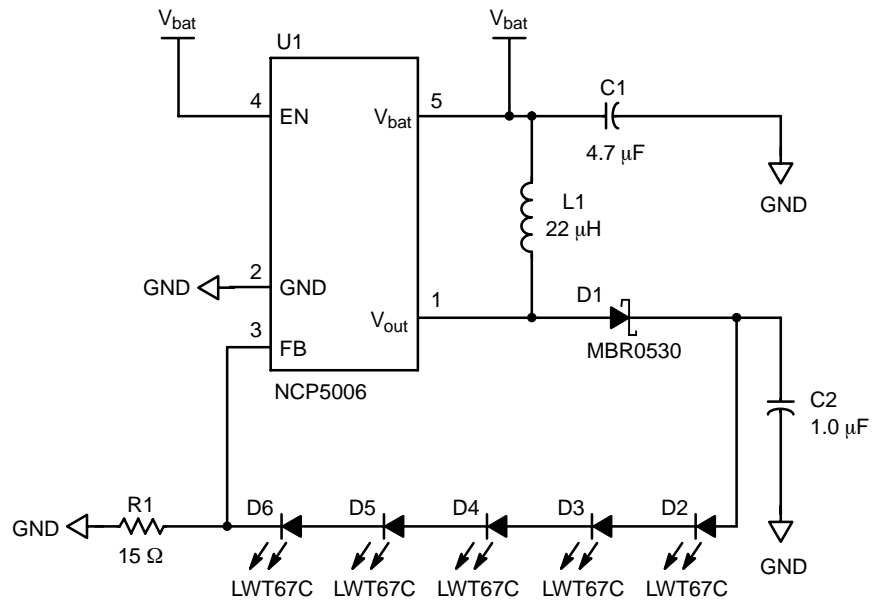 Vbat
Vbat
U1
C1
4
EN
Vbat
5
4.7 μF
GND
L1
22 μH
GND
2
GND
1
D1
Vout
3
FB
MBR0530
NCP5006
C2
1.0 μF
R1
D6
D5
D4
D3
D2
GND
15 Ω
GND
LWT67C
LWT67C
LWT67C
LWT67C
LWT67C